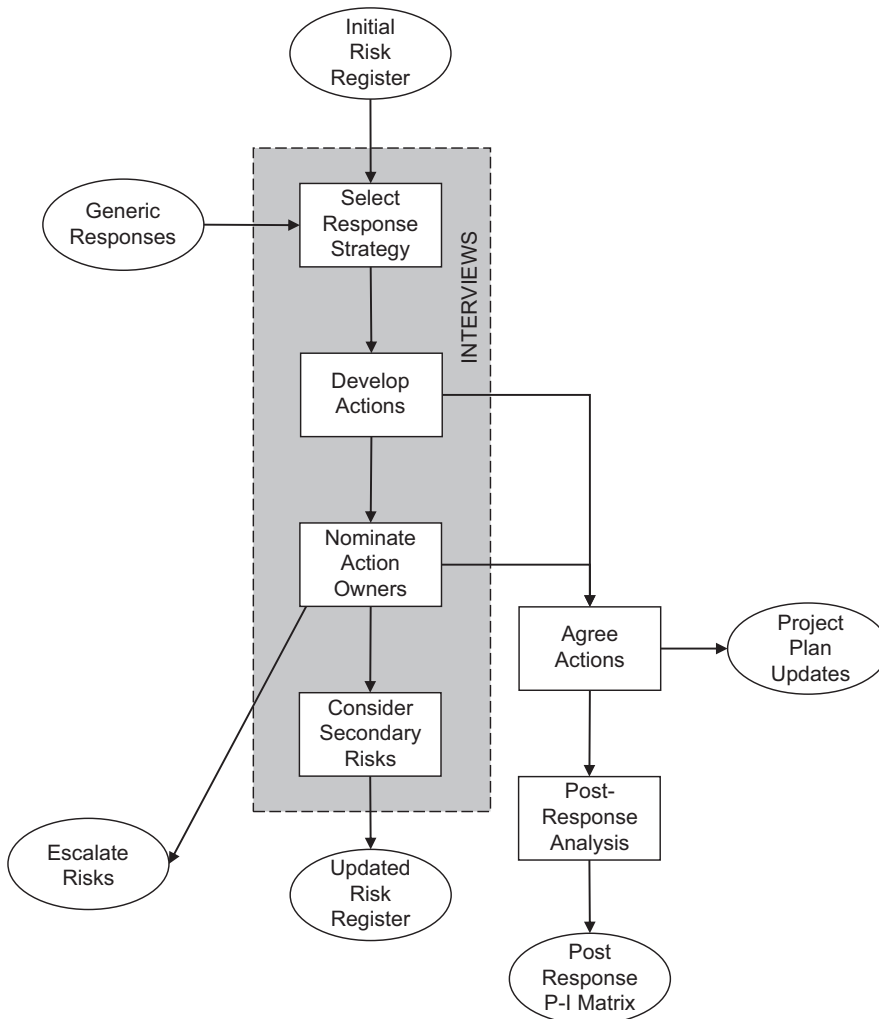 Initial
Risk
Register
Generic
Responses
Select
Response
Strategy
INTERVIEWS
Develop
Actions
Nominate
Action
Owners
Agree
Actions
Project
Plan
Updates
Consider
Secondary
Risks
Post-
Response
Analysis
Escalate
Risks
Updated
Risk
Register
Post
Response
P-I Matrix